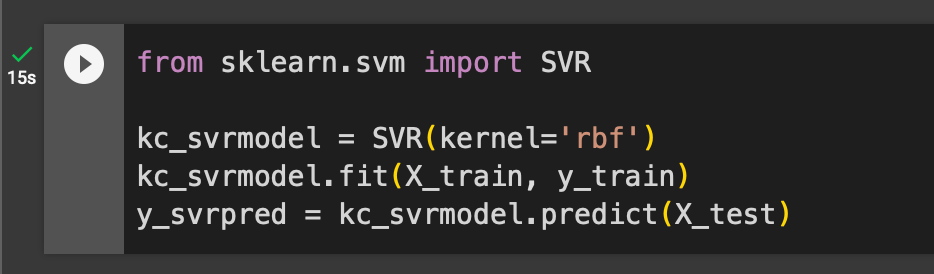 from sklearn.svm import SVR
15s
kc_svrmodel = SVR(kernel='rbf')
kc_svrmodel.fit(X_train, y_train)
y_svrpred = kc_svrmodel.predict(X_test)